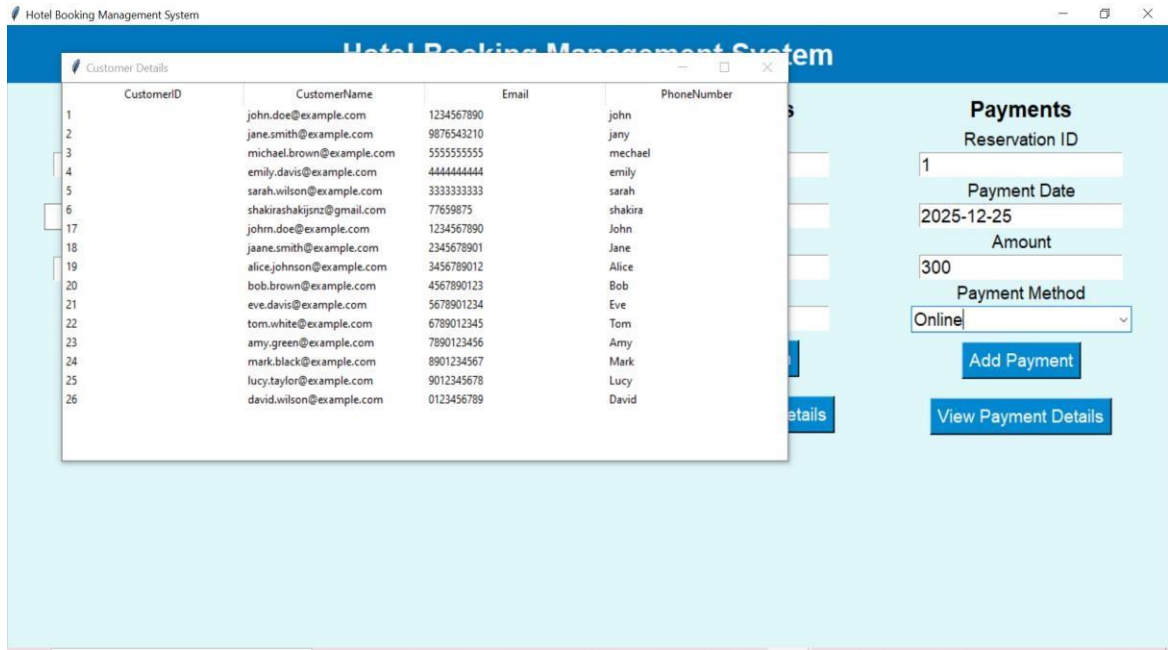 Hotel Booking Management System
Hotel Booking Management System
Customer Details
CustomerID CustomerName Email PhoneNumber
1 john.doe@example.com 1234567890 john
2 jane.smith@example.com 9876543210 jany
3 michael.brown@example.com 5555555555 mechael
4 emily.davis@example.com 4444444444 emily
5 sarah.wilson@example.com 3333333333 sarah
6 shakirashakijsnz@gmail.com 77659875 shakira
17 johrn.doe@example.com 1234567890 John
18 jaane.smith@example.com 2345678901 Jane
19 alice.johnson@example.com 3456789012 Alice
20 bob.brown@example.com 4567890123 Bob
21 eve.davis@example.com 5678901234 Eve
22 tom.white@example.com 6789012345 Tom
23 amy.green@example.com 7890123456 Amy
24 mark.black@example.com 8901234567 Mark
25 lucy.taylor@example.com 9012345678 Lucy
26 david.wilson@example.com 0123456789 David
s
etails
Payments
Reservation ID
1
Payment Date
2025-12-25
Amount
300
Payment Method
Online
Add Payment
View Payment Details